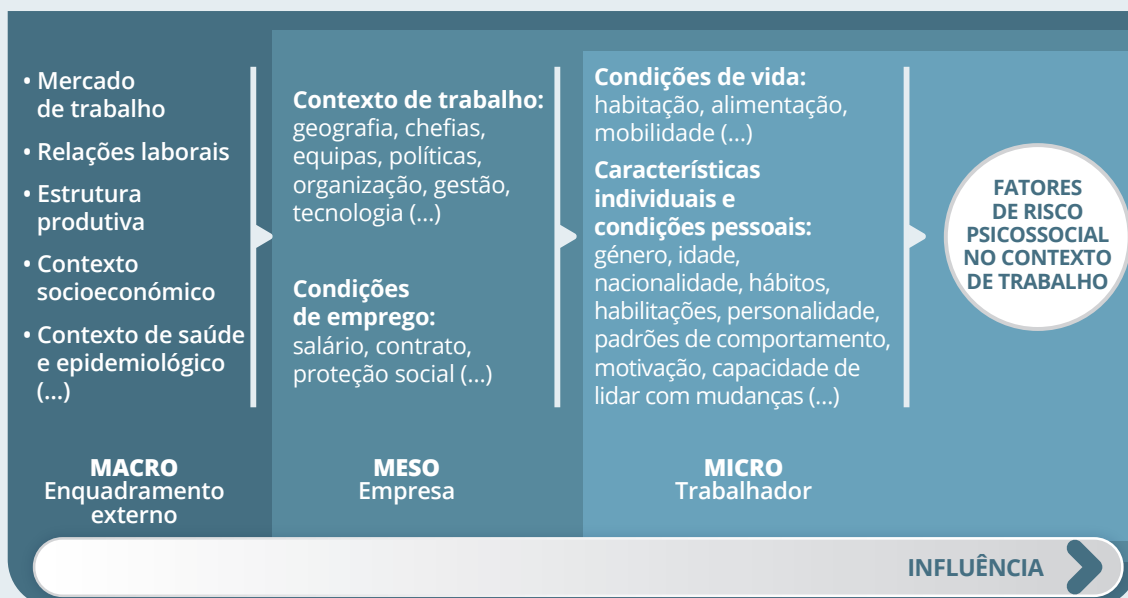 • Mercado
de trabalho
• Relações laborais
• Estrutura
produtiva
• Contexto
socioeconómico
• Contexto de saúde
e epidemiológico
(...)
MACRO
Enquadramento
externo
Contexto de trabalho:
geografia, chefias,
equipas, políticas,
organização, gestão,
tecnologia (...)
Condições
de emprego:
salário, contrato,
proteção social (...)
MESO
Empresa
Condições de vida:
habitação, alimentação,
mobilidade (...)
Características
individuais e
condições pessoais:
género, idade,
nacionalidade, hábitos,
habilitações, personalidade,
padrões de comportamento,
motivação, capacidade de
lidar com mudanças (...)
MICRO
Trabalhador
FATORES
DE RISCO
PSICOSSOCIAL
NO CONTEXTO
DE TRABALHO
INFLUÊNCIA